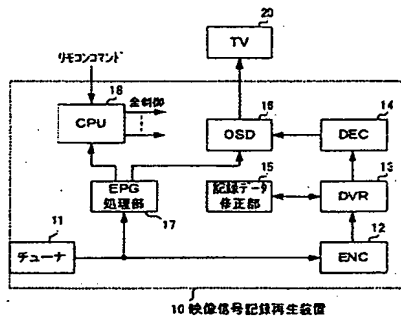 20
TV
リモコンコマンド
18
全制御
CPU
16
OSD
14
DEC
EPG
処理部
17
15
記録データ
修正部
13
DVR
11
チューナ
12
ENC
10 映像信号記録再生装置